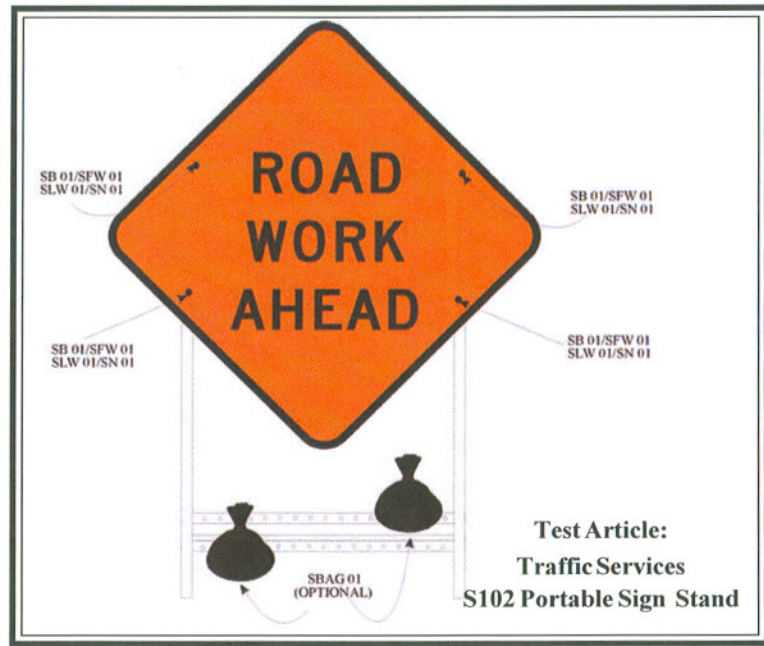 ROAD
WORK
AHEAD
SB 01/SFW 01
SLW 01/SN 01
SB 01/SFW 01
SLW 01/SN 01
SB 01/SFW 01
SLW 01/SN 01
SB 01/SFW 01
SLW 01/SN 01
SBAG 01
(OPTIONAL)
Test Article:
Traffic Services
S102 Portable Sign Stand